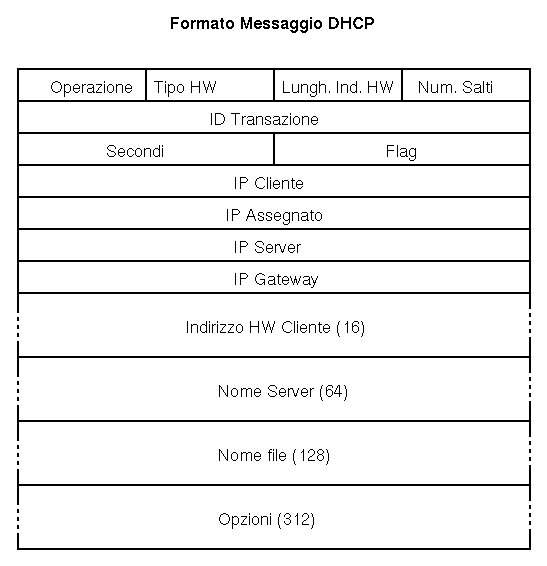 Formato Messaggio DHCP
Operazione Tipo HW Lungh. Ind. HW Num. Salti
ID Transazione
Secondi Flag
IP Cliente
IP Assegnato
IP Server
IP Gateway
Indirizzo HW Cliente (16)
Nome Server (64)
Nome file (128)
Opzioni (312)